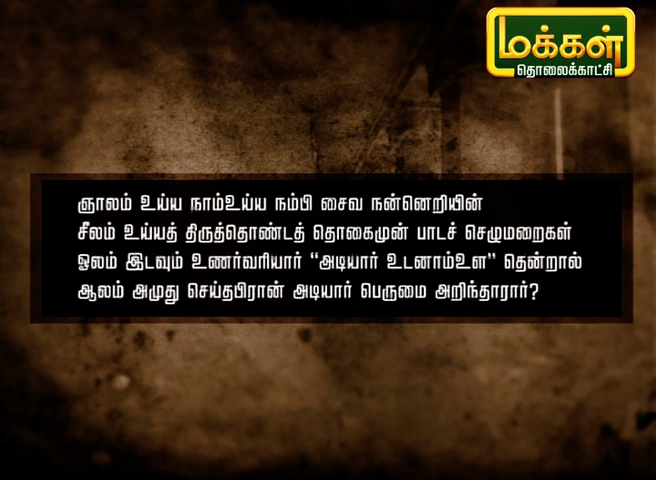 மக்கள்
தொலைக்காட்சி
ஞாலம் உய்ய நாம்உய்ய நம்பி சைவ நன்னெறியின்
சீலம் உய்யத் திருத்தொண்டத் தொகைமுன் பாடச் செழுமறைகள்
ஓலம் இடவும் உணர்வரியார் “அடியார் உடனாம்உள” தென்றால்
ஆலம் அமுது செய்தபிரான் அடியார் பெருமை அறிந்தாரார்?